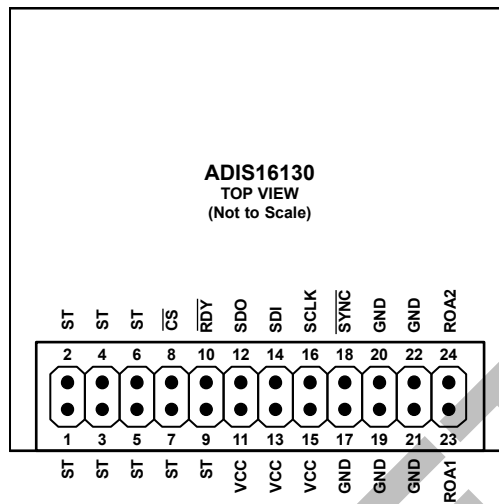 ADIS16130
TOP VIEW
(Not to Scale)
ST ST ST CS RDY SDO SDI SCLK SYNC GND GND ROA2
2 4 6 8 10 12 14 16 18 20 22 24
1 3 5 7 9 11 13 15 17 19 21 23
ST ST ST ST ST VCC VCC VCC GND GND GND ROA1